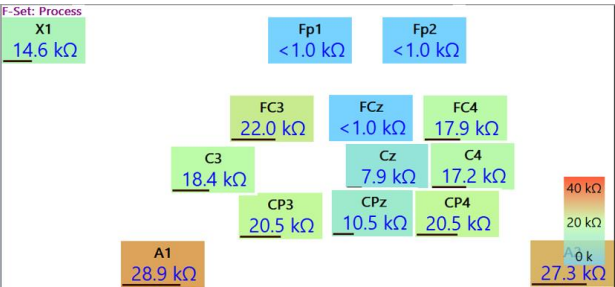 F-Set: Process
X1
14.6 kΩ
Fp1
<1.0 kΩ
Fp2
<1.0 kΩ
FC3
22.0 kΩ
FCz
<1.0 kΩ
FC4
17.9 kΩ
C3
18.4 kΩ
Cz
7.9 kΩ
C4
17.2 kΩ
CP3
20.5 kΩ
CPz
10.5 kΩ
CP4
20.5 kΩ
A1
28.9 kΩ
27.3 kΩ
40 kΩ
20 kΩ
0 k